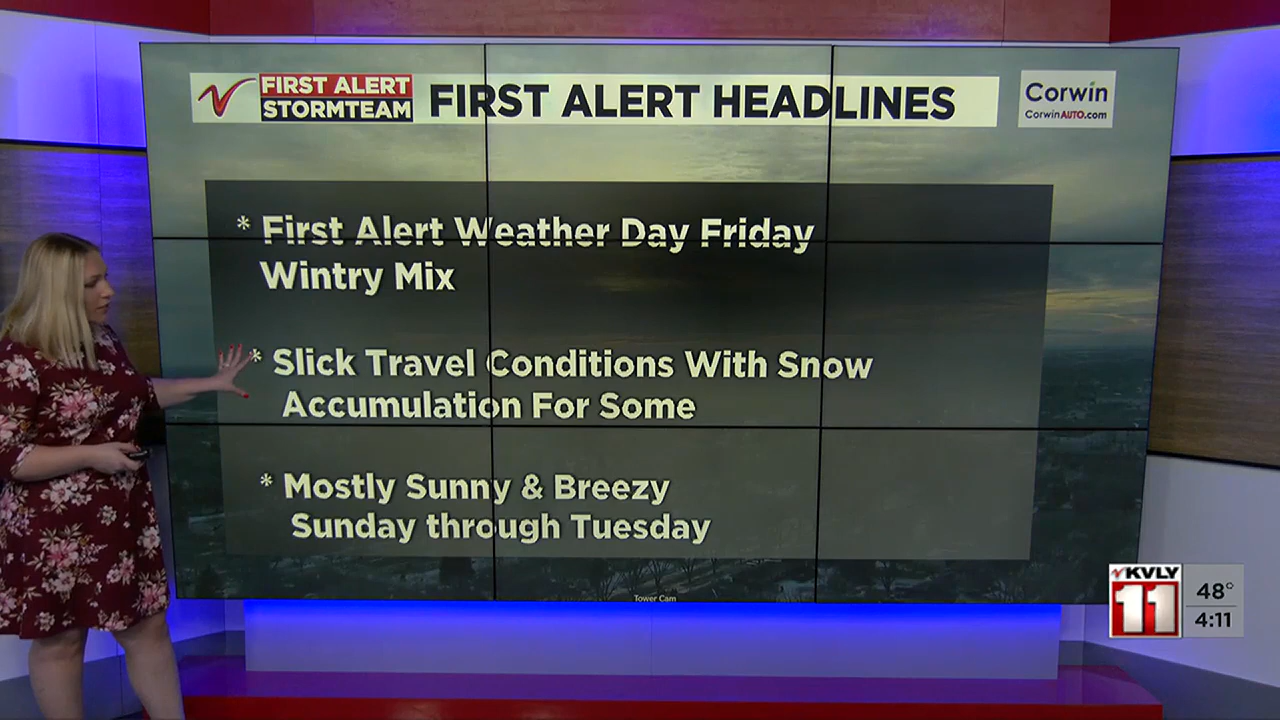 FIRST ALERT
STORMTEAM
FIRST ALERT HEADLINES
Corwin
CorwinAUTO.com
* First Alert Weather Day Friday
Wintry Mix
* Slick Travel Conditions With Snow
Accumulation For Some
* Mostly Sunny & Breezy
Sunday through Tuesday
Tower Cam
KVLY
11
48°
4:11